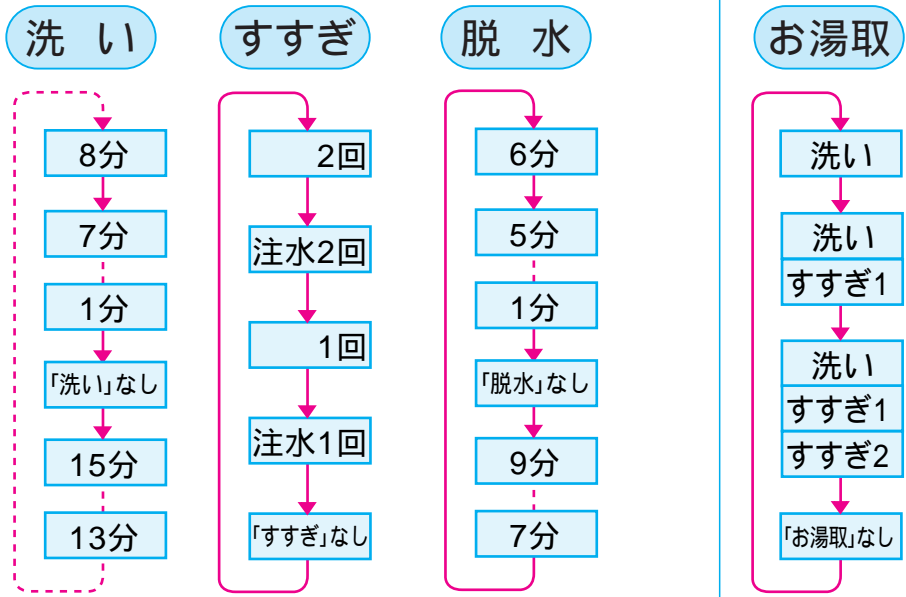 洗 い
8分
7分
1分
「洗い」なし
15分
13分
すすぎ
2回
注水2回
1回
注水1回
「すすぎ」なし
脱 水
6分
5分
1分
「脱水」なし
9分
7分
お湯取
洗い
洗い
すすぎ1
洗い
すすぎ1
すすぎ2
「お湯取」なし